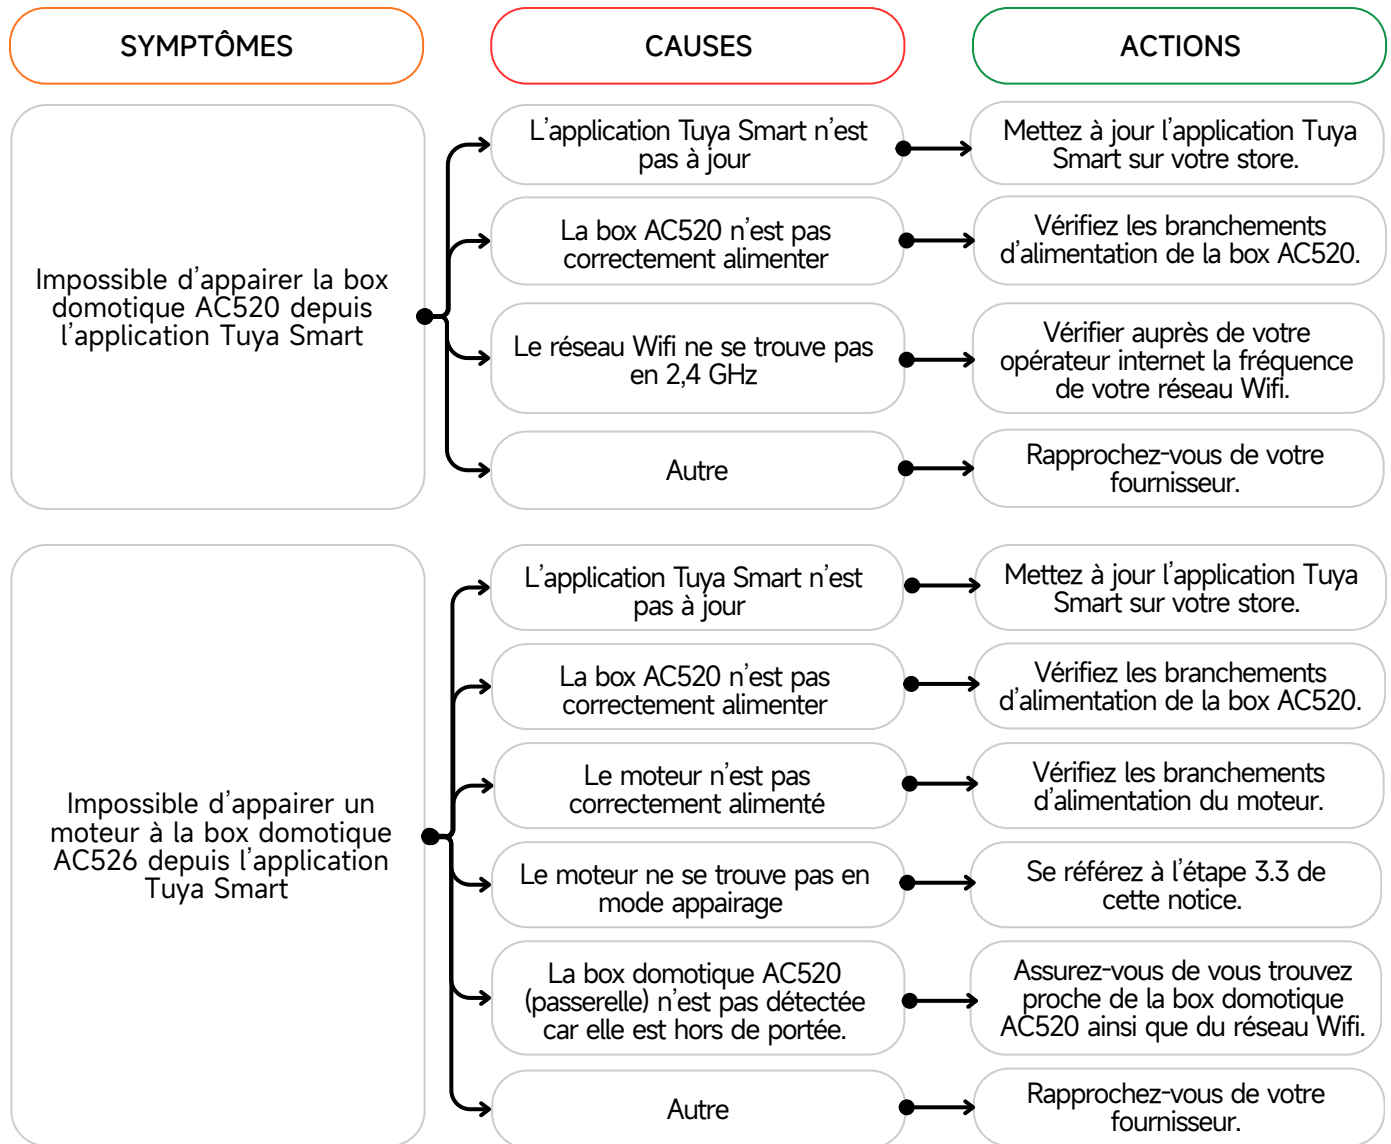 SYMPTÔMES
CAUSES
ACTIONS
Impossible d'appairer la box
domotique AC520 depuis
l'application Tuya Smart
L'application Tuya Smart n'est
pas à jour
Mettez à jour l'application Tuya
Smart sur votre store.
La box AC520 n'est pas
correctement alimenter
Vérifiez les branchements
d'alimentation de la box AC520.
Le réseau Wifi ne se trouve pas
en 2,4 GHz
Vérifier auprès de votre
opérateur internet la fréquence
de votre réseau Wifi.
Autre
Rapprochez-vous de votre
fournisseur.
Impossible d'appairer un
moteur à la box domotique
AC526 depuis l'application
Tuya Smart
L'application Tuya Smart n'est
pas à jour
Mettez à jour l'application Tuya
Smart sur votre store.
La box AC520 n'est pas
correctement alimenter
Vérifiez les branchements
d'alimentation de la box AC520.
Le moteur n'est pas
correctement alimenté
Vérifiez les branchements
d'alimentation du moteur.
Le moteur ne se trouve pas en
mode appairage
Se référez à l'étape 3.3 de
cette notice.
La box domotique AC520
(passerelle) n'est pas détectée
car elle est hors de portée.
Assurez-vous de vous trouvez
proche de la box domotique
AC520 ainsi que du réseau Wifi.
Autre
Rapprochez-vous de votre
fournisseur.